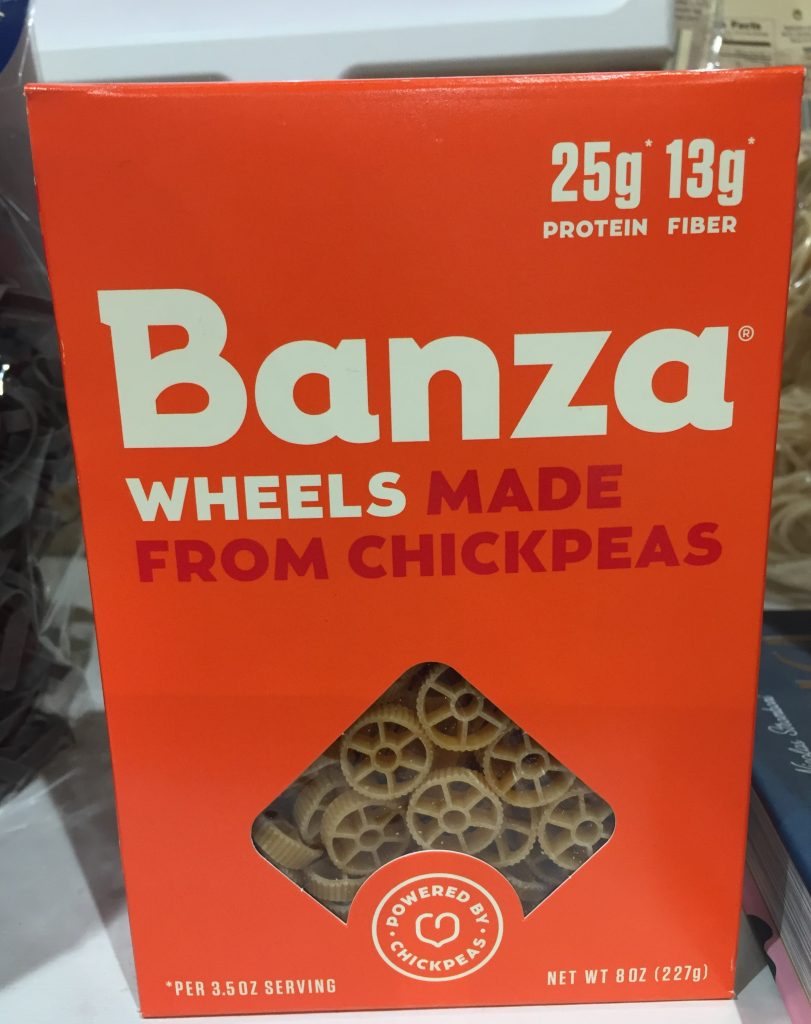 Facts
25g* 13g*
PROTEIN FIBER
Banza®
WHEELS MADE
FROM CHICKPEAS
POWERED BY
CHICKPEAS
*PER 3.5OZ SERVING
NET WT 8OZ (227g)